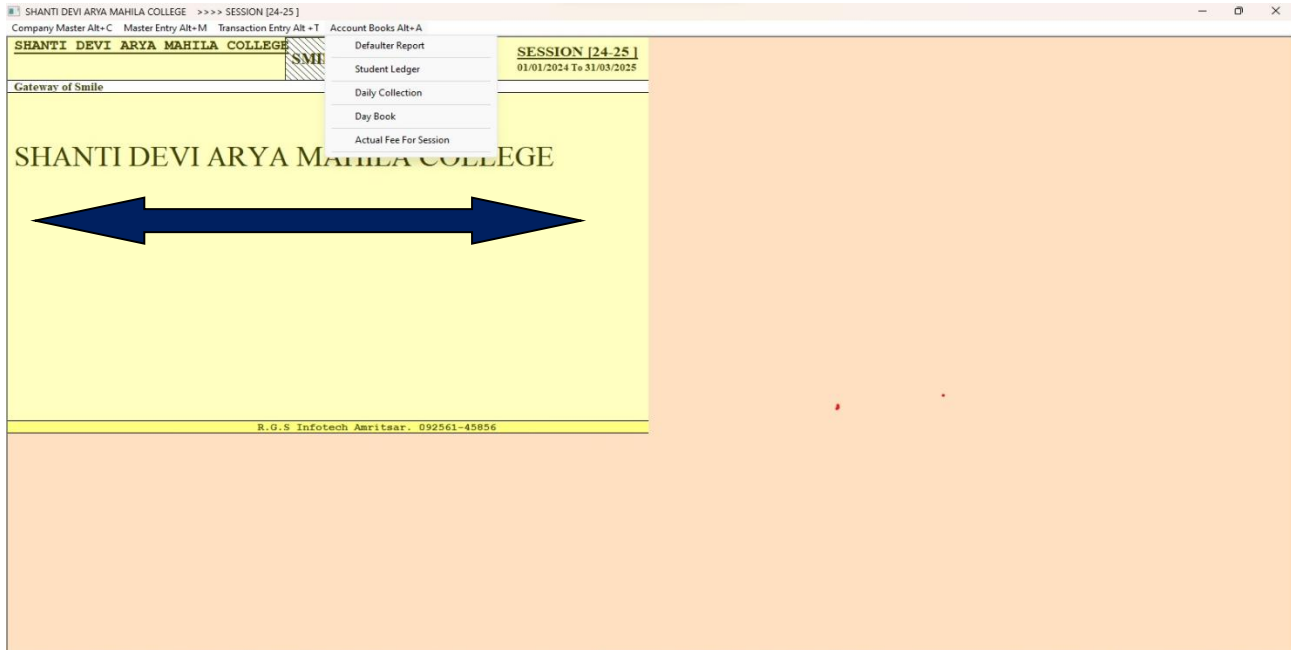 SHANTI DEVI ARYA MAHILA COLLEGE >>>> SESSION [24-25 ]
Company Master Alt+C Master Entry Alt+M Transaction Entry Alt +T Account Books Alt+A
SHANTI DEVI ARYA MAHILA COLLEGE
SMI
SESSION [24-25 ]
01/01/2024 To 31/03/2025
Gateway of Smile
Defaulter Report
Student Ledger
Daily Collection
Day Book
Actual Fee For Session
SHANTI DEVI ARYA MAHILA COLLEGE
R.G.S Infotech Amritsar. 092561-45856